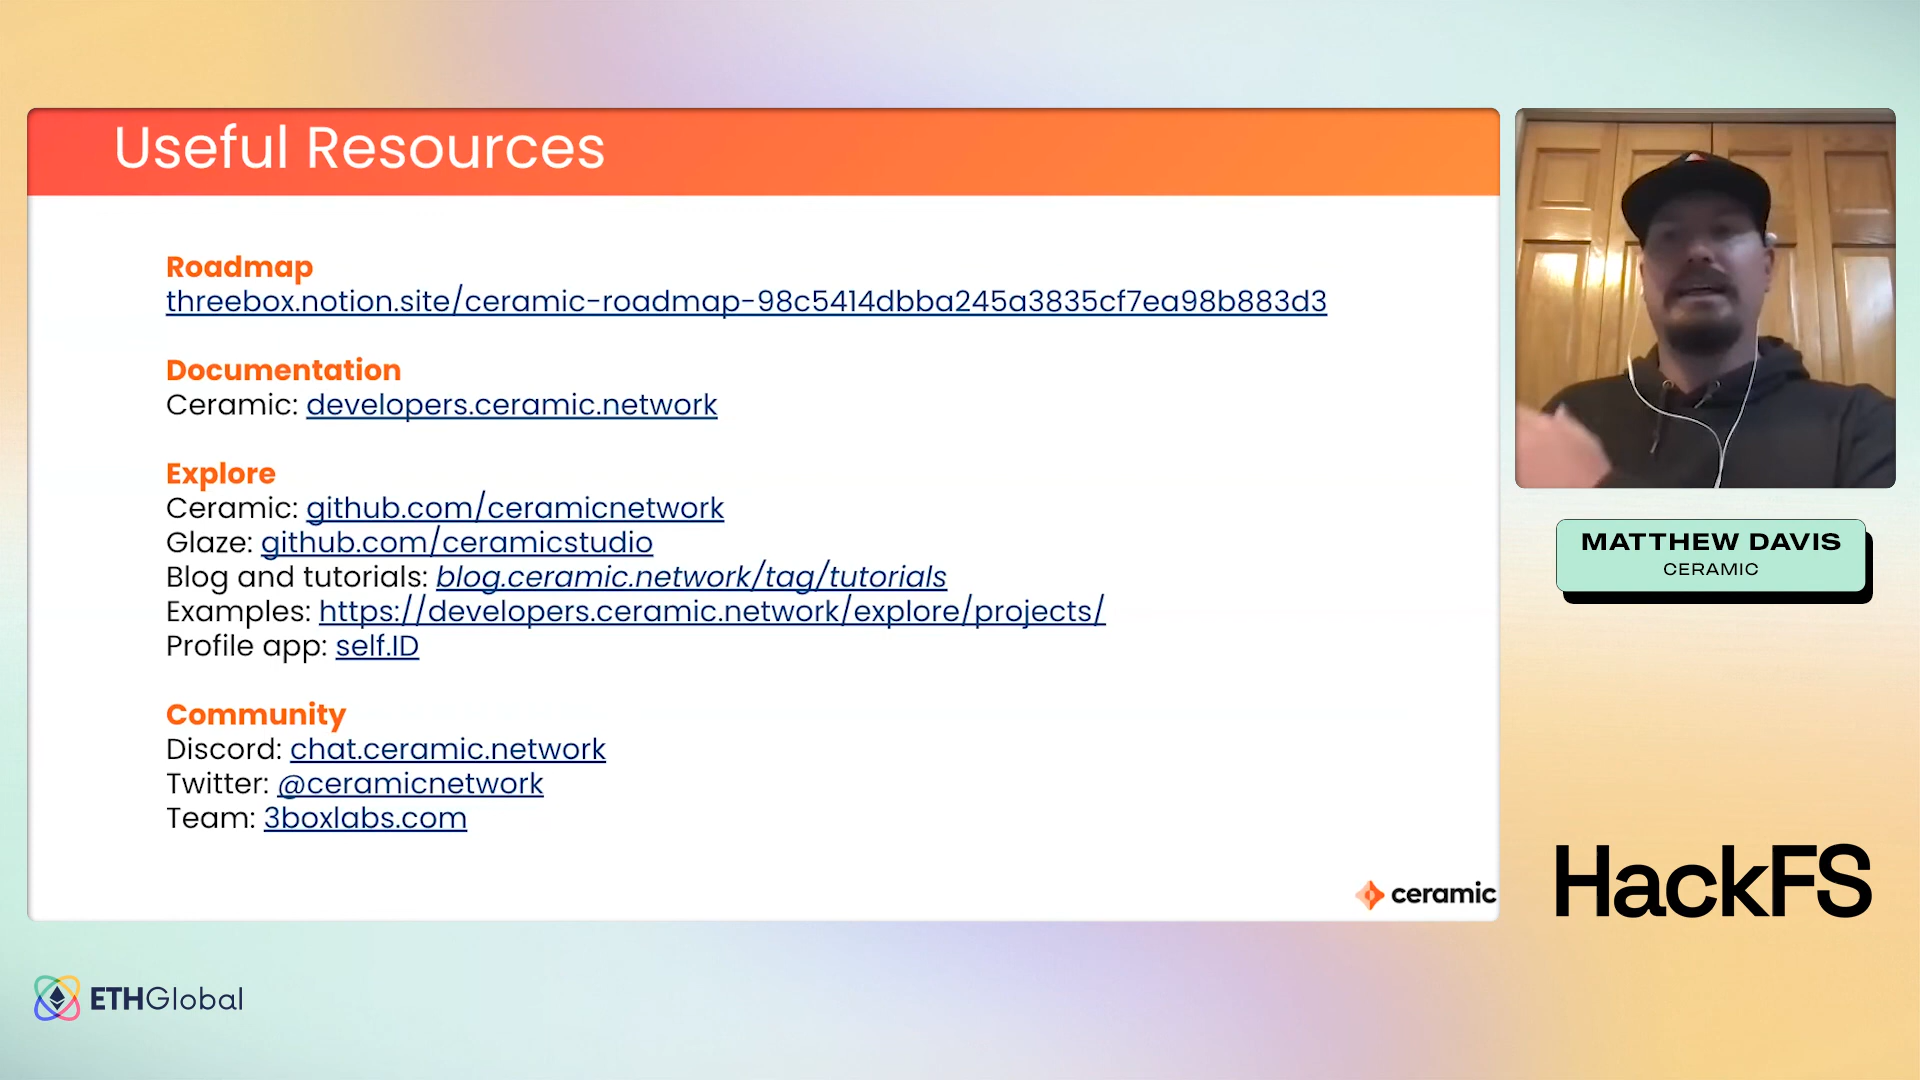 Useful Resources
Roadmap
threebox.notion.site/ceramic-roadmap-98c5414dbba245a3835cf7ea98b883d3
Documentation
Ceramic: developers.ceramic.network
Explore
Ceramic: github.com/ceramicnetwork
Glaze: github.com/ceramicstudio
Blog and tutorials: blog.ceramic.network/tag/tutorials
Examples: https://developers.ceramic.network/explore/projects/
Profile app: self.ID
Community
Discord: chat.ceramic.network
Twitter: @ceramicnetwork
Team: 3boxlabs.com
ceramic
MATTHEW DAVIS
CERAMIC
HackFS
ETHGlobal